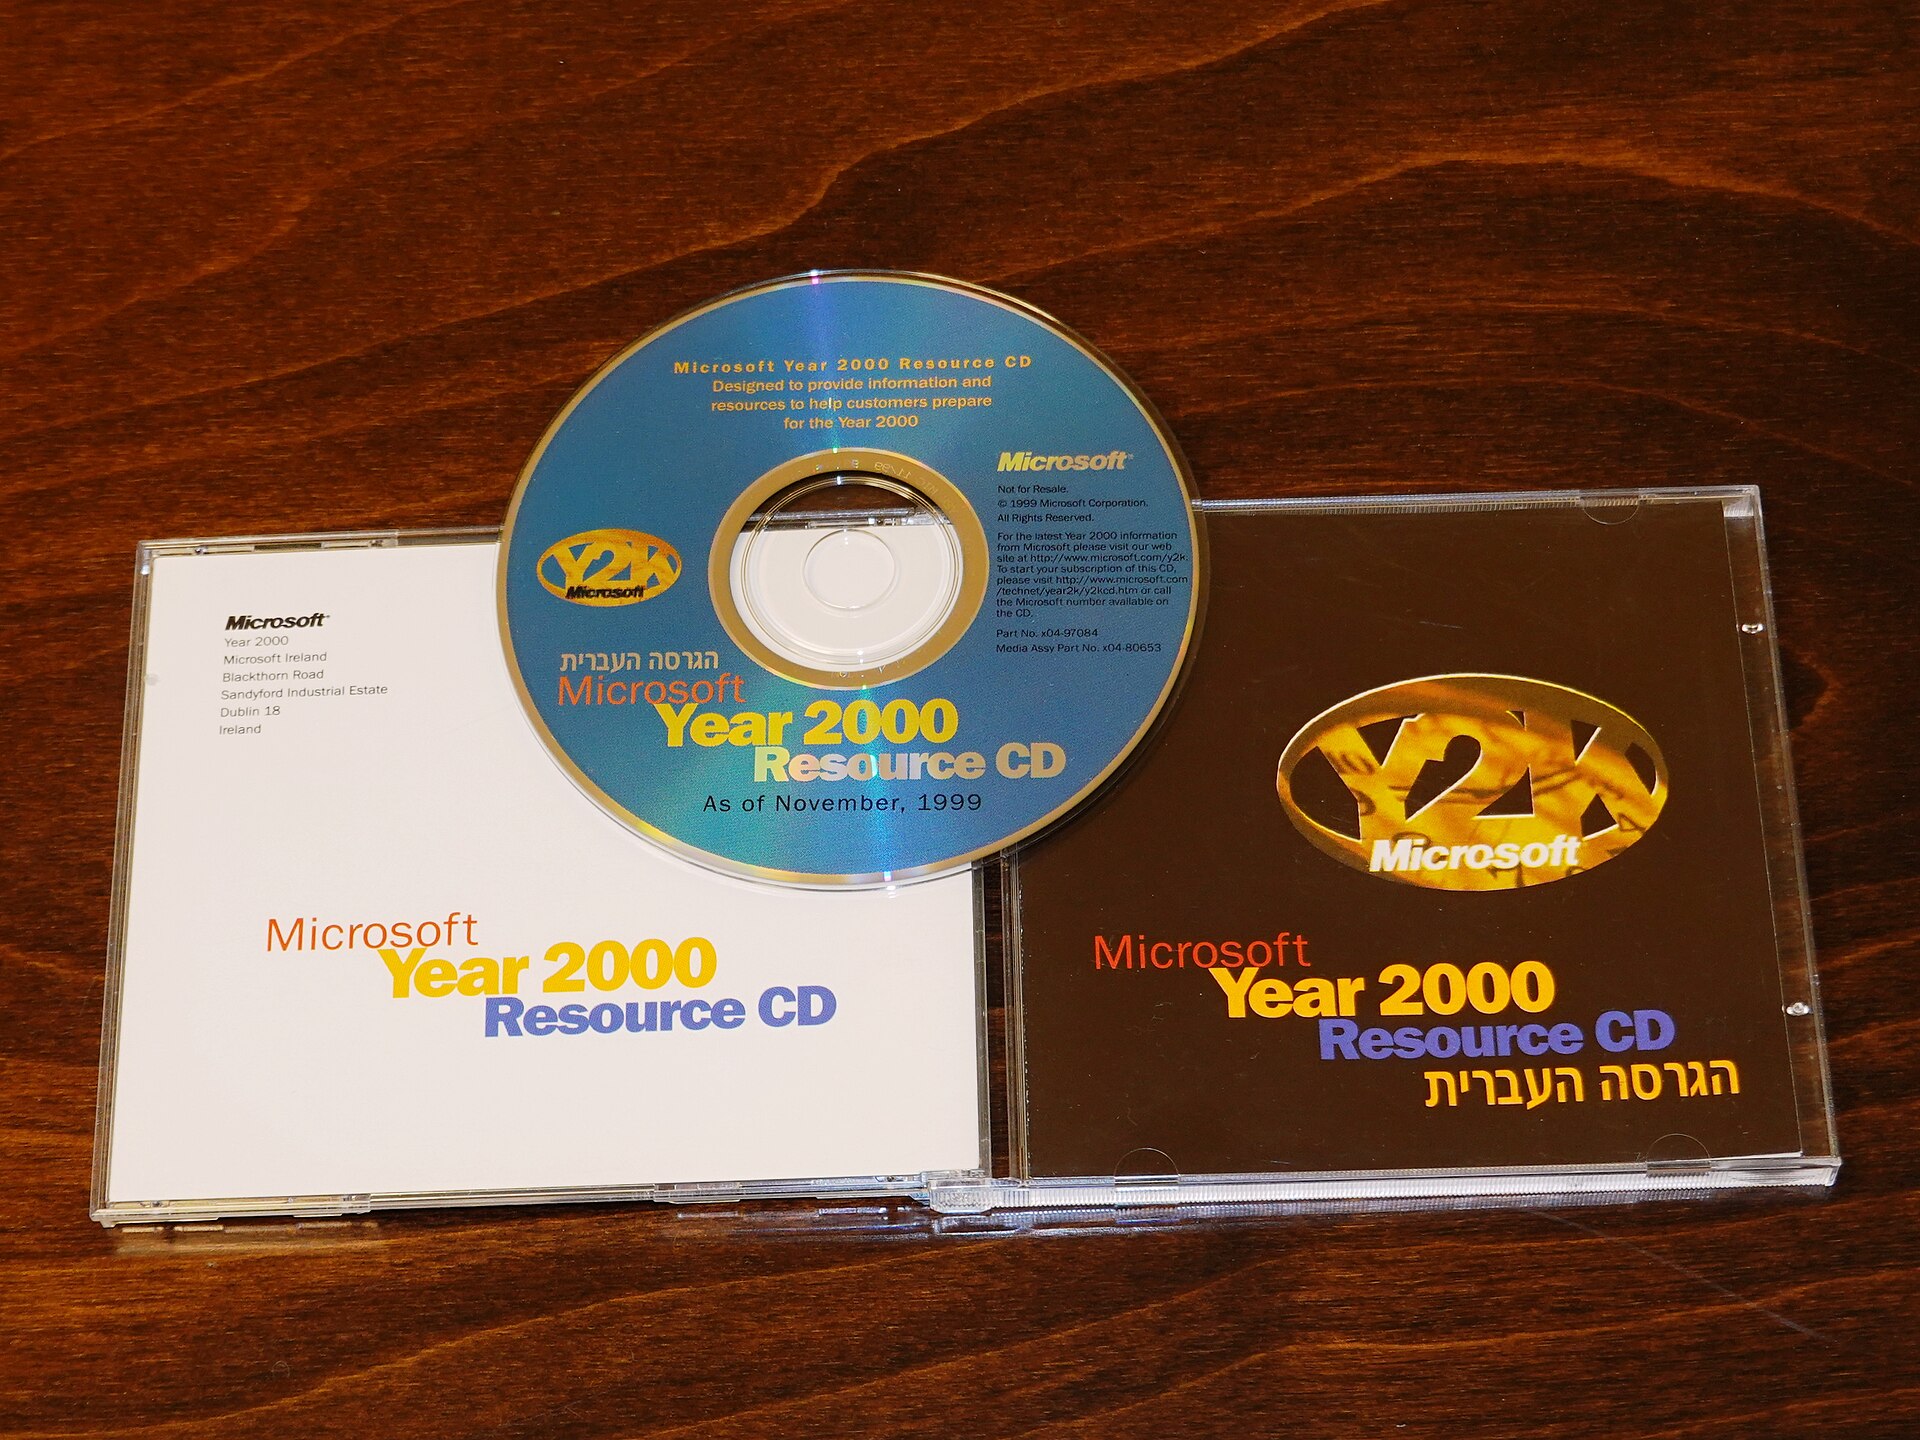 Microsoft Year 2000 Resource CD
Designed to provide information and
resources to help customers prepare
for the Year 2000
Microsoft
Not for Resale.
© 1999 Microsoft Corporation.
All Rights Reserved.
For the latest Year 2000 information
from Microsoft please visit our web
site at http://www.microsoft.com/y2k.
To start your subscription of this CD,
please visit http://www.microsoft.com
/technet/year2k/y2kcd.htm or call
the Microsoft number available on
the CD.
Part No. x04-97084
Media Assy Part No. x04-80653
Y2K
Microsoft
הגרסה העברית
Microsoft
Year 2000
Resource CD
As of November, 1999
Microsoft
Year 2000
Microsoft Ireland
Blackthorn Road
Sandyford Industrial Estate
Dublin 18
Ireland
Microsoft
Year 2000
Resource CD
Y2K
Microsoft
Microsoft
Year 2000
Resource CD
הגרסה העברית